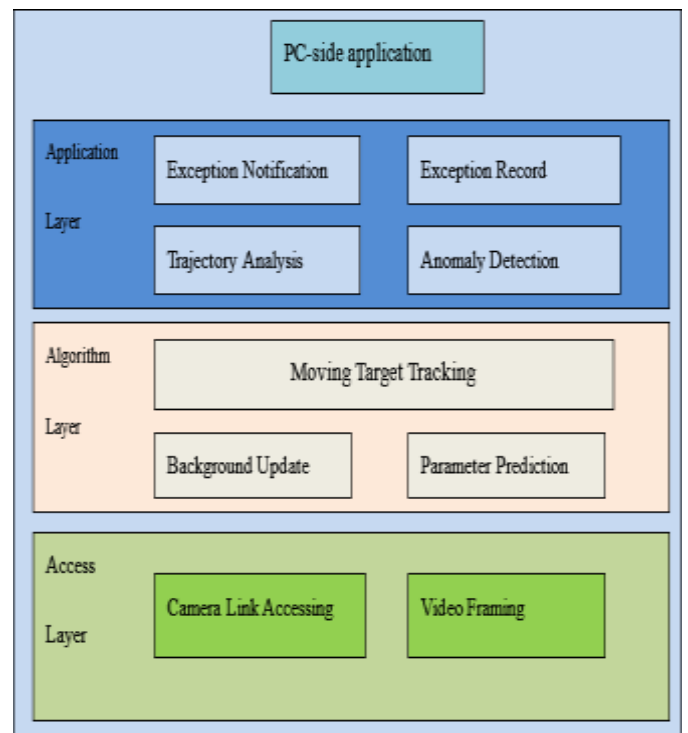 PC-side application
Application
Layer
Exception Notification
Exception Record
Trajectory Analysis
Anomaly Detection
Algorithm
Layer
Moving Target Tracking
Background Update
Parameter Prediction
Access
Layer
Camera Link Accessing
Video Framing